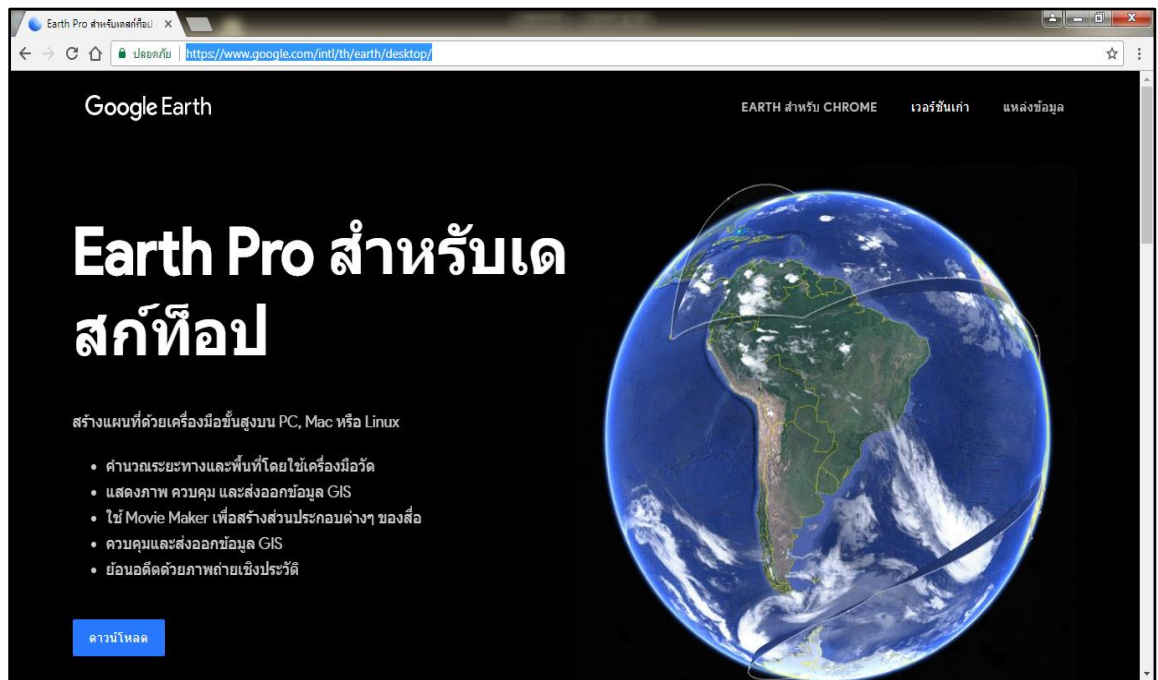 Earth Pro สำหรับเดสก์ท็อป
ปลอดภัย https://www.google.com/intl/th/earth/desktop/
Google Earth
EARTH สำหรับ CHROME เวอร์ชันเก่า แหล่งข้อมูล
Earth Pro สำหรับเด
สก์ท็อป
สร้างแผนที่ด้วยเครื่องมือขั้นสูงบน PC, Mac หรือ Linux
• คำนวณระยะทางและพื้นที่โดยใช้เครื่องมือวัด
• แสดงภาพ ควบคุม และส่งออกข้อมูล GIS
• ใช้ Movie Maker เพื่อสร้างส่วนประกอบต่างๆ ของสื่อ
• ควบคุมและส่งออกข้อมูล GIS
• ย้อนอดีตด้วยภาพถ่ายเชิงประวัติ
ดาวน์โหลด